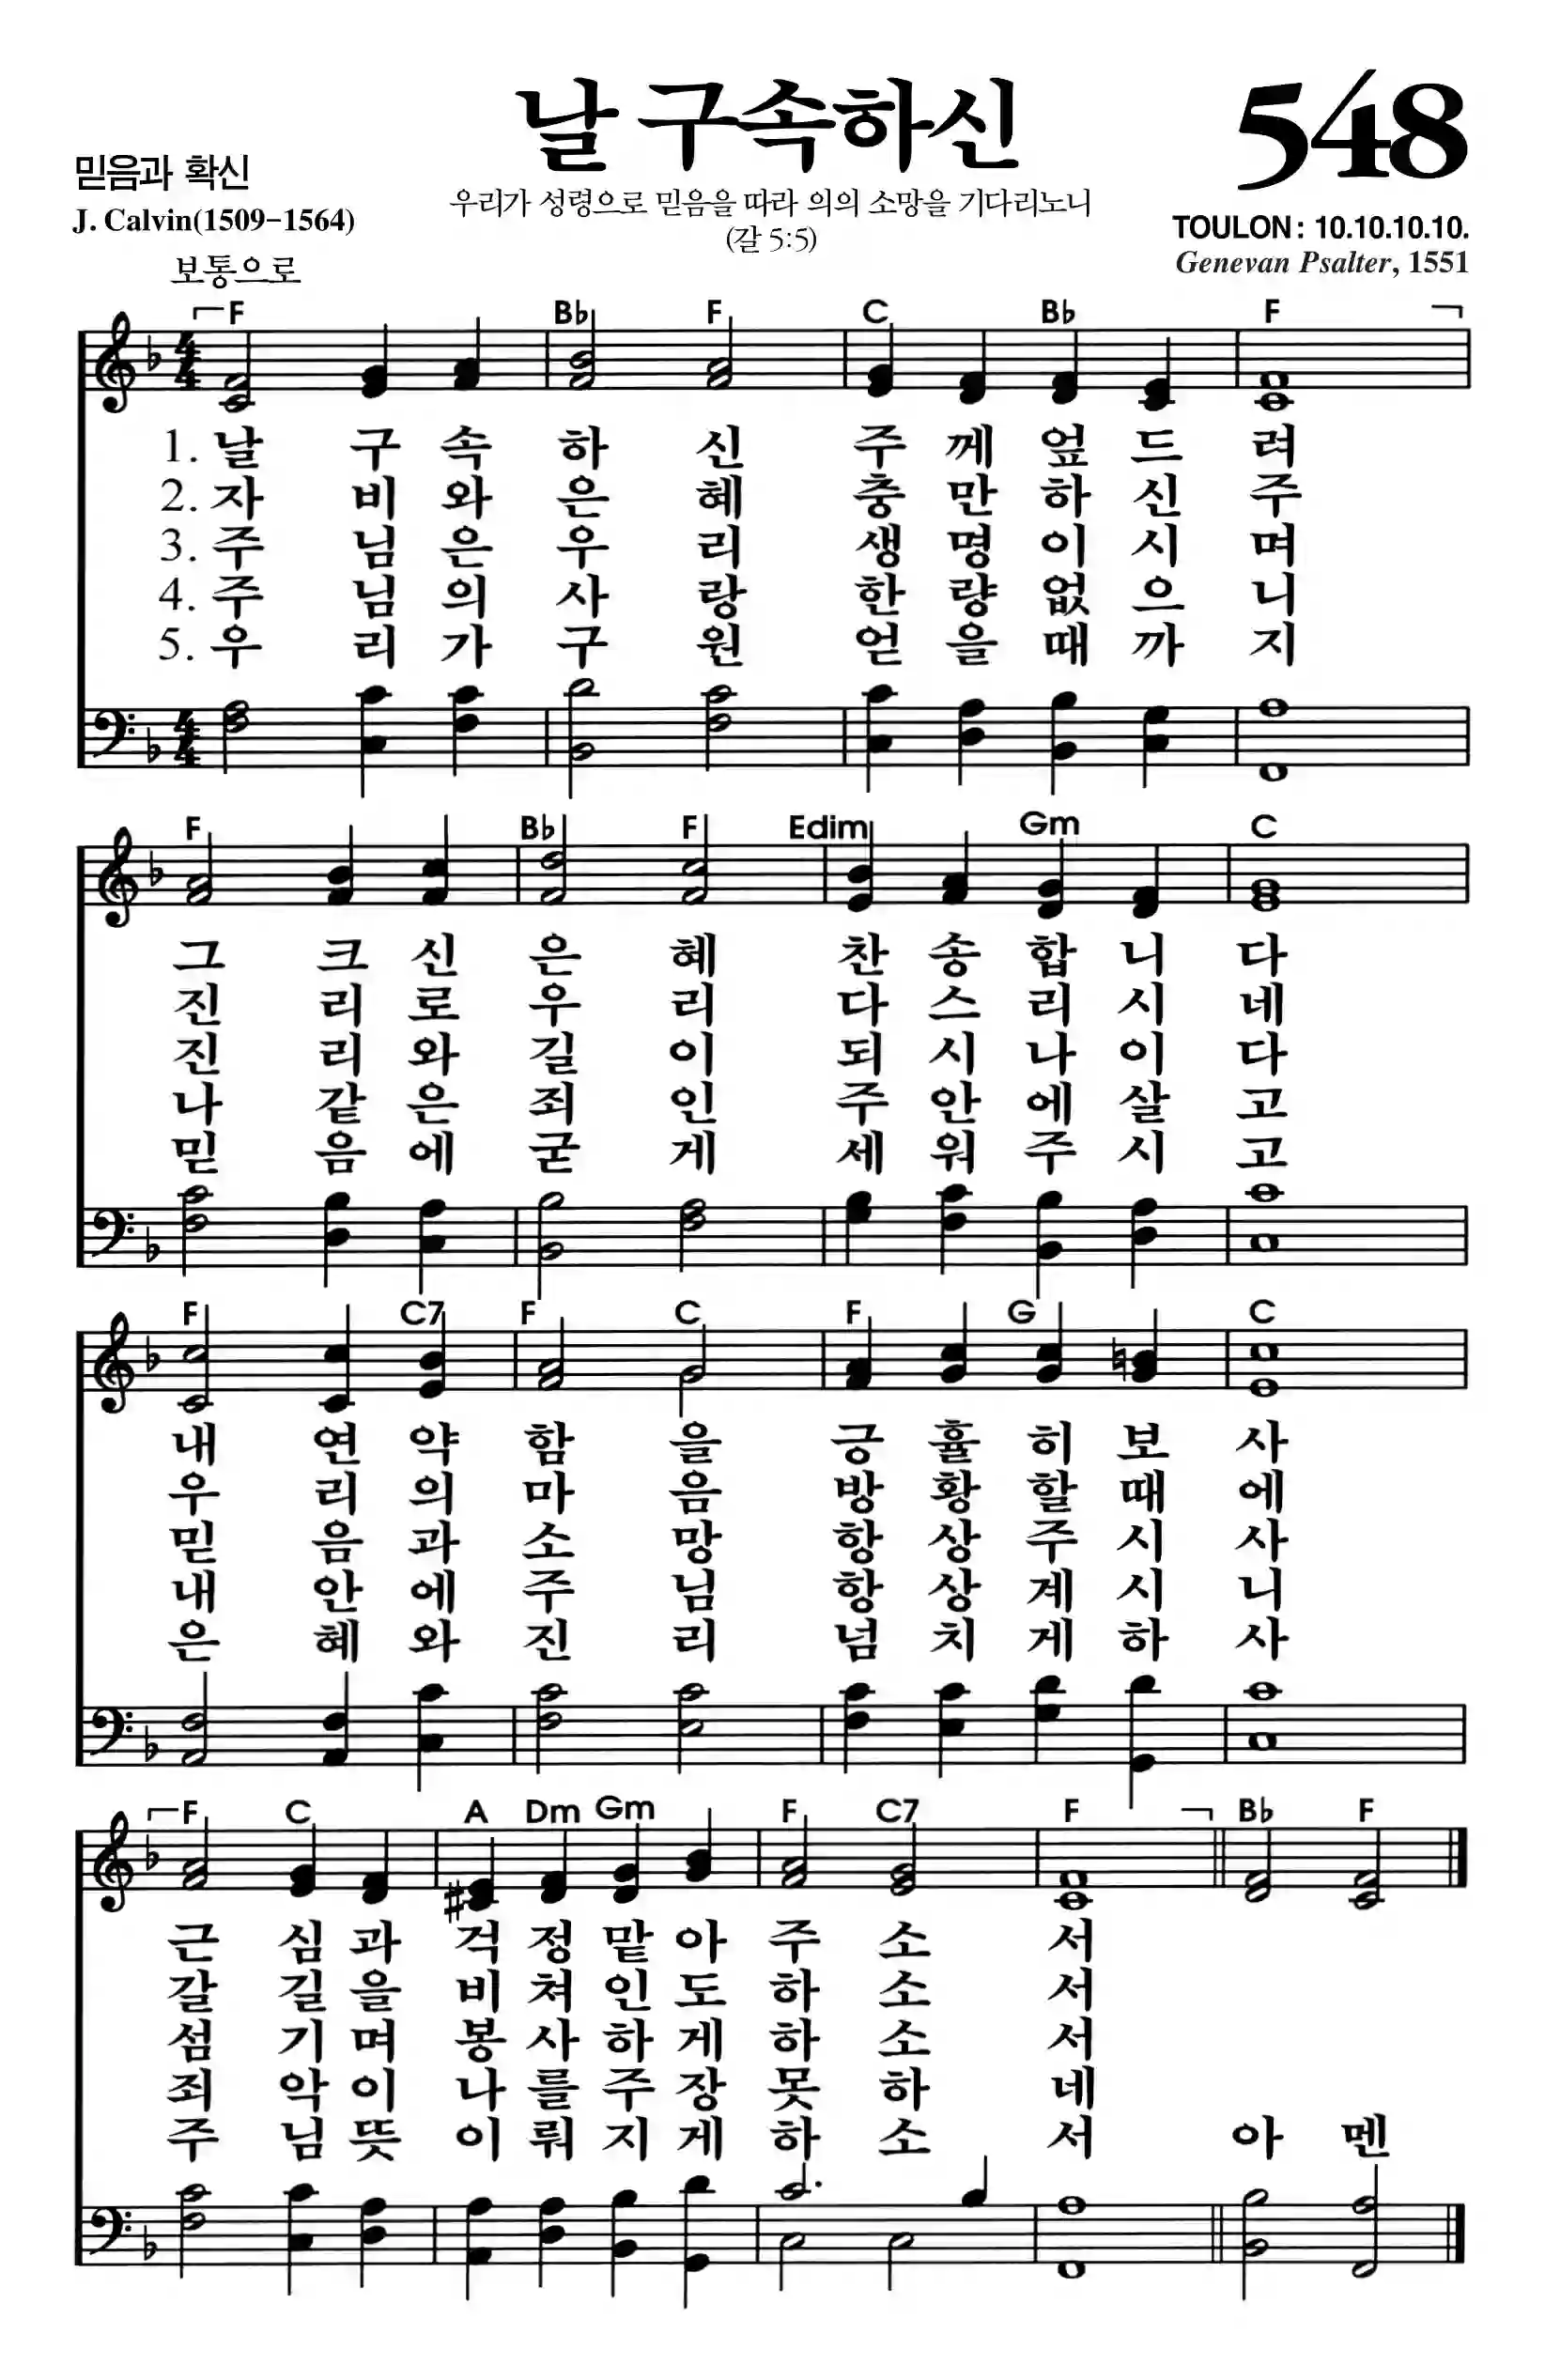 날 구속하신
548
믿음과 확신
J. Calvin(1509-1564)
우리가 성령으로 믿음을 따라 의의 소망을 기다리노니
(갈 5:5)
TOULON : 10.10.10.10.
Genevan Psalter, 1551
보통으로
F B♭ F C B♭ F
1. 날 구 속 하 신 주 께 엎 드 려
2. 자 비 와 은 혜 충 만 하 신 주
3. 주 님 은 우 리 생 명 이 시 며
4. 주 님 의 사 랑 한 량 없 으 니
5. 우 리 가 구 원 얻 을 때 까 지
F B♭ F Edim Gm C
그 크 신 은 혜 찬 송 합 니 다
진 리 로 우 리 다 스 리 시 네
진 리 와 길 이 되 시 나 이 다
나 같 은 죄 인 주 안 에 살 고
믿 음 에 굳 게 세 워 주 시 고
F C7 F C F G C
내 연 약 함 을 긍 휼 히 보 사
우 리 의 마 음 방 황 할 때 에
믿 음 과 소 망 항 상 주 시 사
내 안 에 주 님 항 상 계 시 니
은 혜 와 진 리 넘 치 게 하 사
F C A Dm Gm F C7 F B♭ F
근 심 과 걱 정 맡 아 주 소 서
갈 길 을 비 쳐 인 도 하 소 서
섬 기 며 봉 사 하 게 하 소 서
죄 악 이 나 를 주 장 못 하 네
주 님 뜻 이 뤄 지 게 하 소 서 아 멘